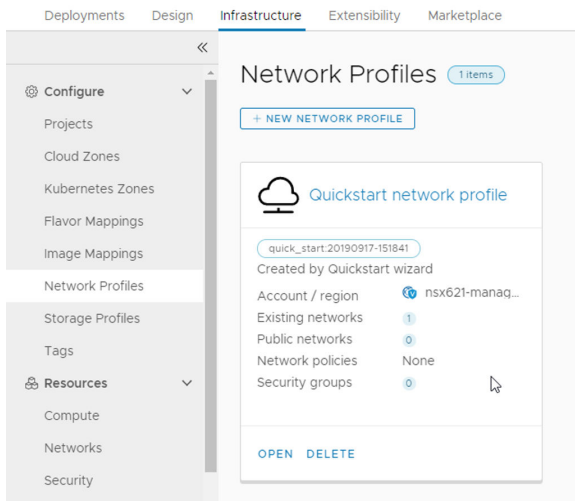 Deployments Design Infrastructure Extensibility Marketplace
Configure
Projects
Cloud Zones
Kubernetes Zones
Flavor Mappings
Image Mappings
Network Profiles
Storage Profiles
Tags
Resources
Compute
Networks
Security
Network Profiles 1 items
+ NEW NETWORK PROFILE
Quickstart network profile
quick_start:20190917-151841
Created by Quickstart wizard
Account / region nsx621-manag...
Existing networks 1
Public networks 0
Network policies None
Security groups 0
OPEN DELETE